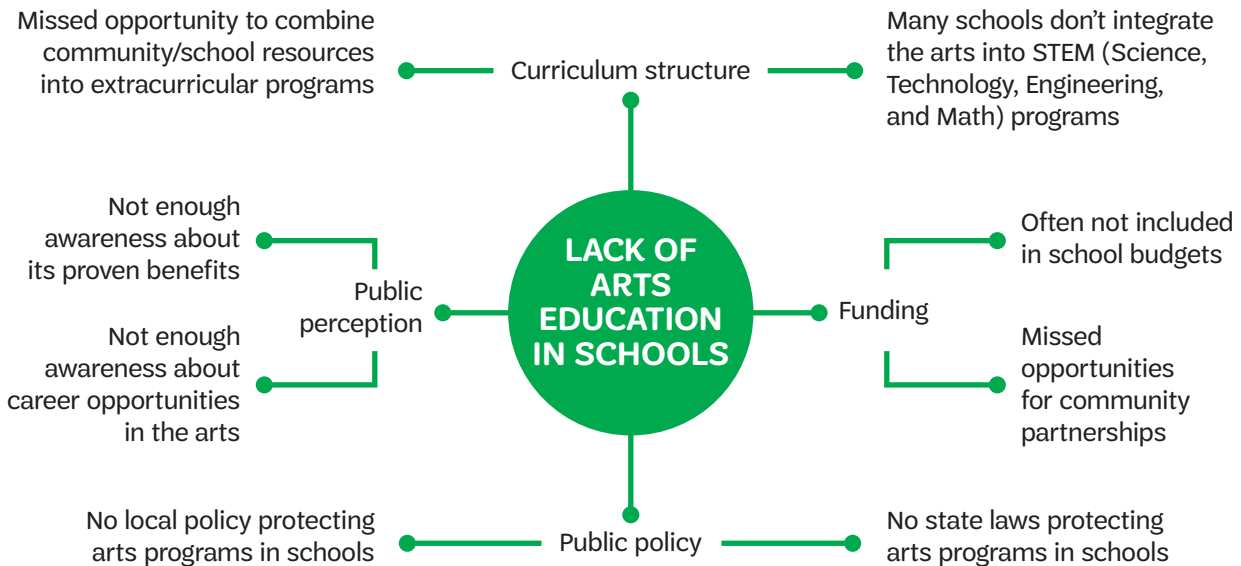 Missed opportunity to combine
community/school resources
into extracurricular programs
Curriculum structure
Many schools don’t integrate
the arts into STEM (Science,
Technology, Engineering,
and Math) programs
Not enough
awareness about
its proven benefits
Not enough
awareness about
career opportunities
in the arts
Public
perception
LACK OF
ARTS
EDUCATION
IN SCHOOLS
Funding
Often not included
in school budgets
Missed
opportunities
for community
partnerships
No local policy protecting
arts programs in schools
Public policy
No state laws protecting
arts programs in schools